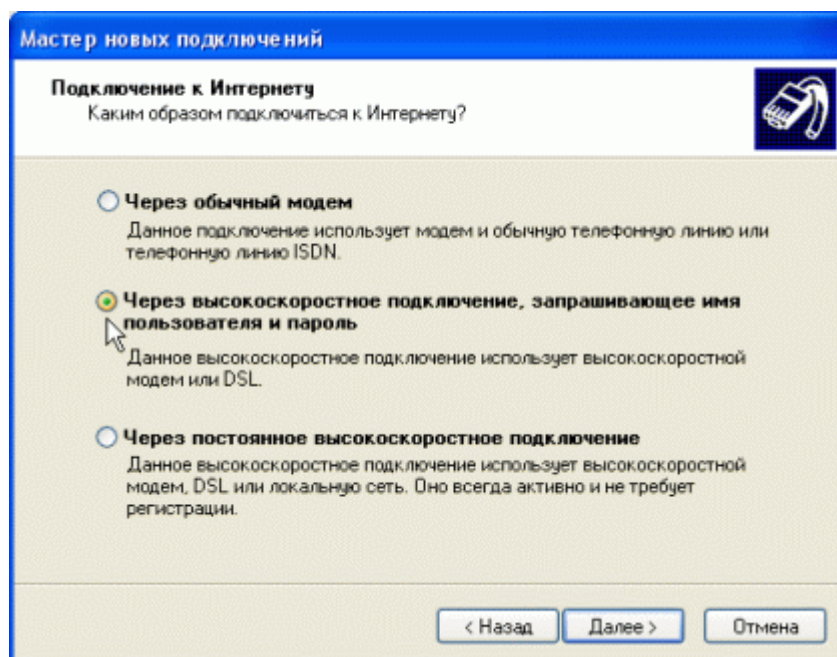 Мастер новых подключений
Подключение к Интернету
Каким образом подключиться к Интернету?
Через обычный модем
Данное подключение использует модем и обычную телефонную линию или
телефонную линию ISDN.
Через высокоскоростное подключение, запрашивающее имя
пользователя и пароль
Данное высокоскоростное подключение использует высокоскоростной
модем или DSL.
Через постоянное высокоскоростное подключение
Данное высокоскоростное подключение использует высокоскоростной
модем, DSL или локальную сеть. Оно всегда активно и не требует
регистрации.
< Назад
Далее >
Отмена